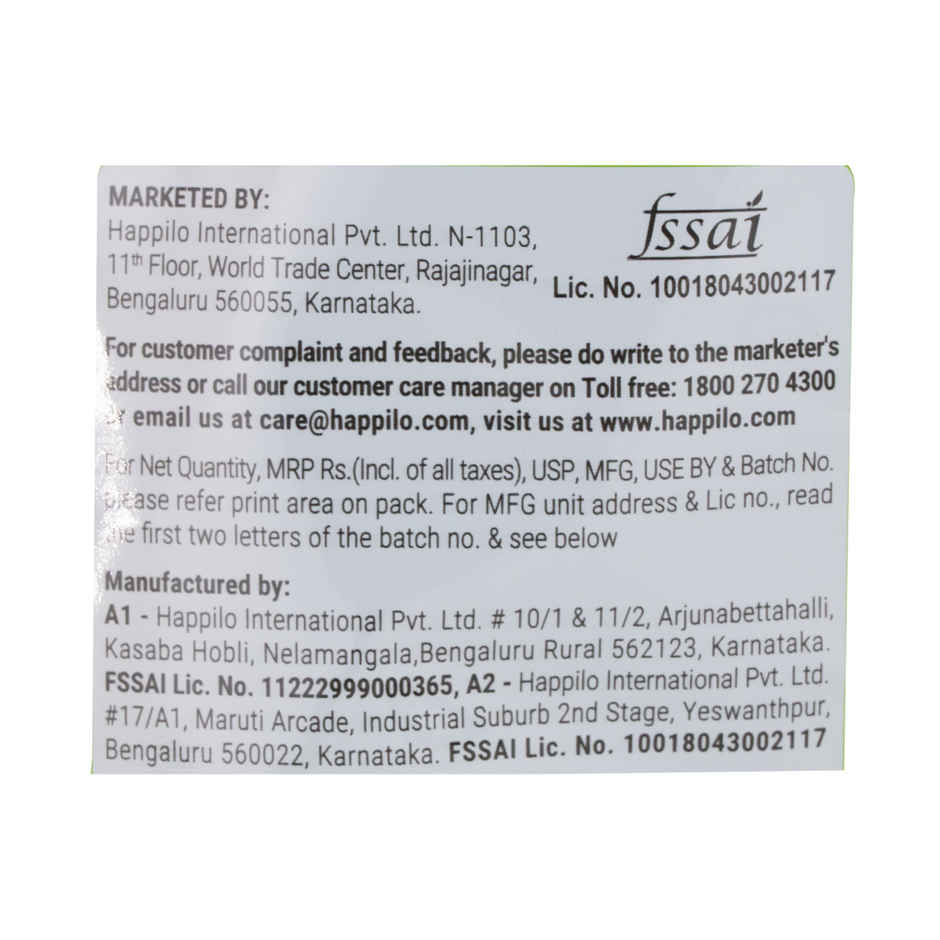 MARKETED BY:
Happilo International Pvt. Ltd. N-1103,
11th Floor, World Trade Center, Rajajinagar,
Bengaluru 560055, Karnataka.
fssai
Lic. No. 10018043002117
For customer complaint and feedback, please do write to the marketer's
address or call our customer care manager on Toll free: 1800 270 4300
or email us at care@happilo.com, visit us at www.happilo.com
For Net Quantity, MRP Rs.(Incl. of all taxes), USP, MFG, USE BY & Batch No.
please refer print area on pack. For MFG unit address & Lic no., read
the first two letters of the batch no. & see below
Manufactured by:
A1 - Happilo International Pvt. Ltd. # 10/1 & 11/2, Arjunabettahalli,
Kasaba Hobli, Nelamangala,Bengaluru Rural 562123, Karnataka.
FSSAI Lic. No. 11222999000365, A2 - Happilo International Pvt. Ltd.
#17/A1, Maruti Arcade, Industrial Suburb 2nd Stage, Yeswanthpur,
Bengaluru 560022, Karnataka. FSSAI Lic. No. 10018043002117